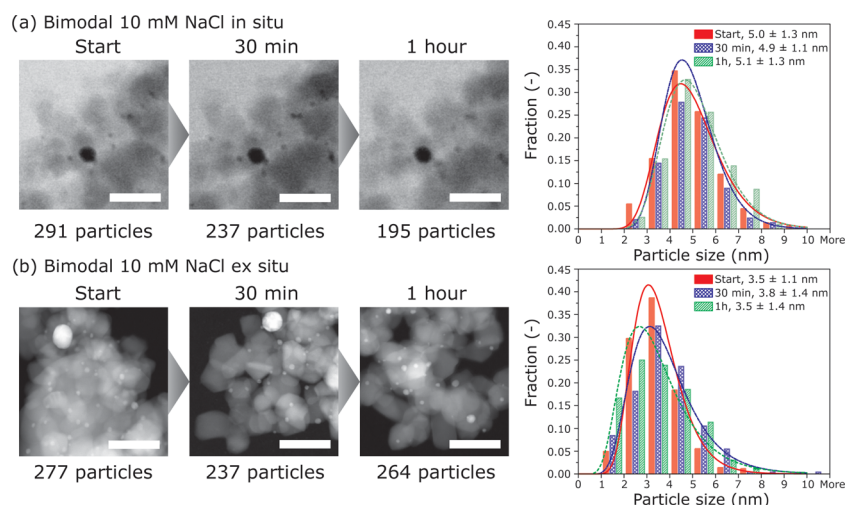 (a) Bimodal 10 mM NaCl in situ
Start
30 min
1 hour
291 particles
237 particles
195 particles
0.45
0.40
0.35
0.30
0.25
0.20
0.15
0.10
0.05
0.00
Fraction (-)
Start, 5.0 ± 1.3 nm
30 min, 4.9 ± 1.1 nm
1h, 5.1 ± 1.3 nm
0 1 2 3 4 5 6 7 8 9 10 More
Particle size (nm)
(b) Bimodal 10 mM NaCl ex situ
Start
30 min
1 hour
277 particles
237 particles
264 particles
0.45
0.40
0.35
0.30
0.25
0.20
0.15
0.10
0.05
0.00
Fraction (-)
Start, 3.5 ± 1.1 nm
30 min, 3.8 ± 1.4 nm
1h, 3.5 ± 1.4 nm
0 1 2 3 4 5 6 7 8 9 10 More
Particle size (nm)